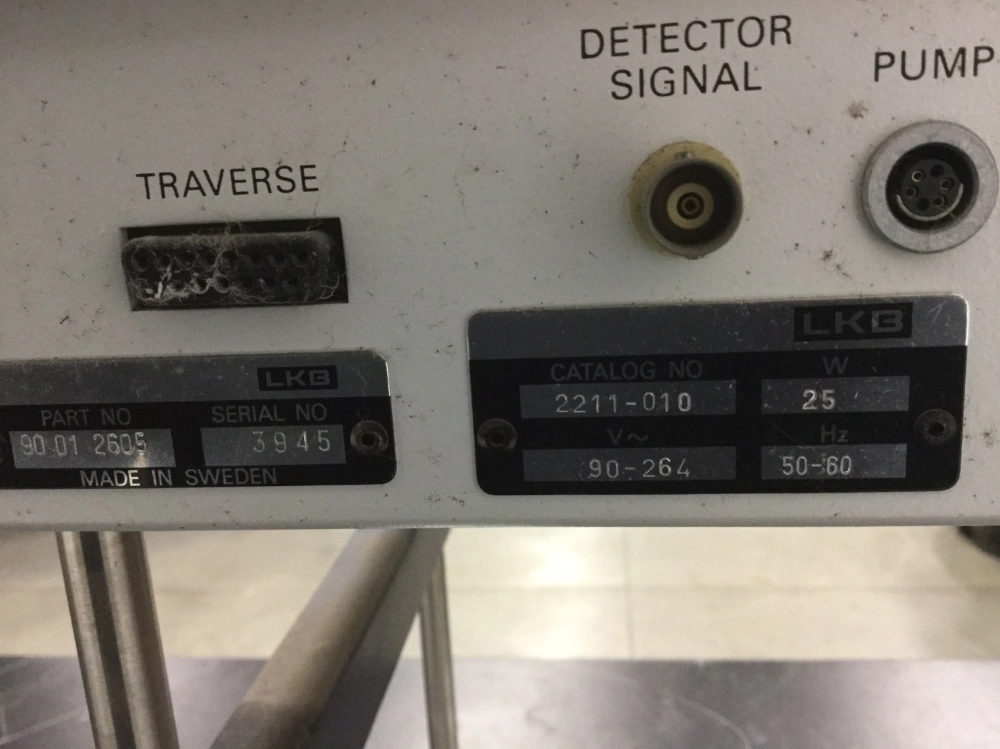 DETECTOR
SIGNAL
PUMP
TRAVERSE
LKB
PART NO
SERIAL NO
90 01 2605
3945
MADE IN SWEDEN
LKB
CATALOG NO
W
2211-010
25
V~
Hz
90-264
50-60